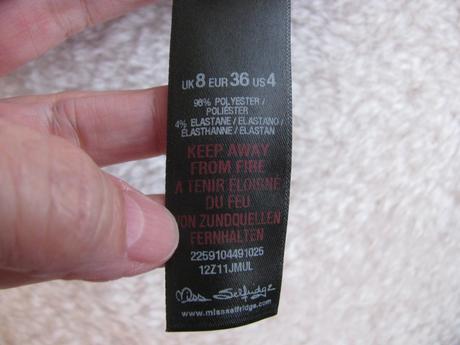 UK 8 EUR 36 US 4
96% POLYESTER /
POLIÉSTER
4% ELASTANE / ELASTANO /
ÉLASTHANNE / ELASTAN
KEEP AWAY
FROM FIRE
A TENIR ELOIGNÉ
DU FEU
VON ZUNDQUELLEN
FERNHALTEN
2259104491025
12Z11JMUL
Miss Selfridge
www.missselfridge.com